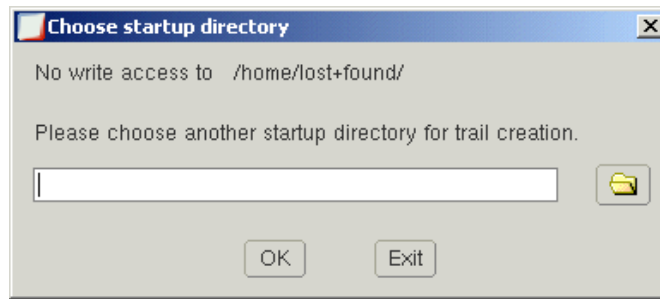 Choose startup directory
No write access to /home/lost+found/
Please choose another startup directory for trail creation.
OK Exit